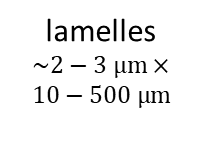 lamelles
~2 – 3 μm ×
10 – 500 μm